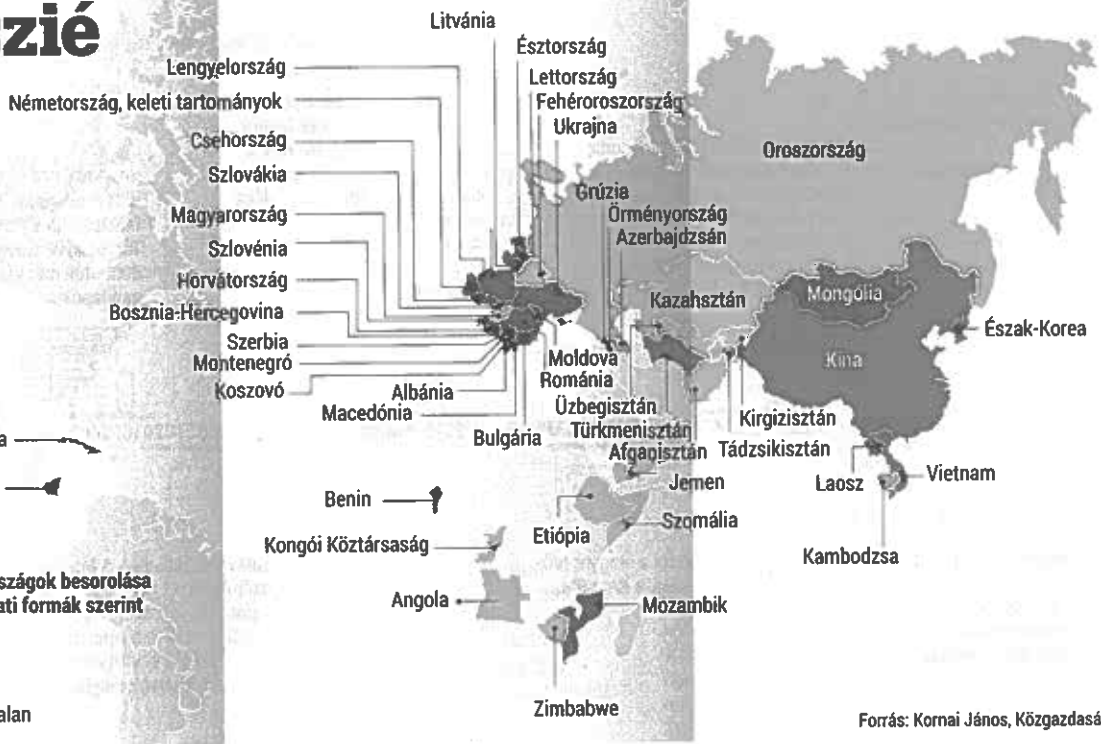 zié
Litvánia
Észtország
Lengyelország
Lettország
Németország, keleti tartományok
Fehéroroszország
Ukrajna
Csehország
Oroszország
Szlovákia
Grúzia
Magyarország
Örményország
Azerbajdzsán
Szlovénia
Horvátország
Kazahsztán
Mongólia
Bosznia-Hercegovina
Észak-Korea
Szerbia
Moldova
Kína
Montenegró
Románia
Koszovó
Albánia
Üzbegisztán
Kirgizisztán
Macedónia
Türkmenisztán
Bulgária
Afganisztán
Tádzsikisztán
a
Jemen
Laosz
Vietnam
Benin
Szomália
Etiópia
Kongói Köztársaság
Kambodzsa
szágok besorolása
ati formák szerint
Angola
Mozambik
Zimbabwe
alan
Forrás: Kornai János, Közgazdasá